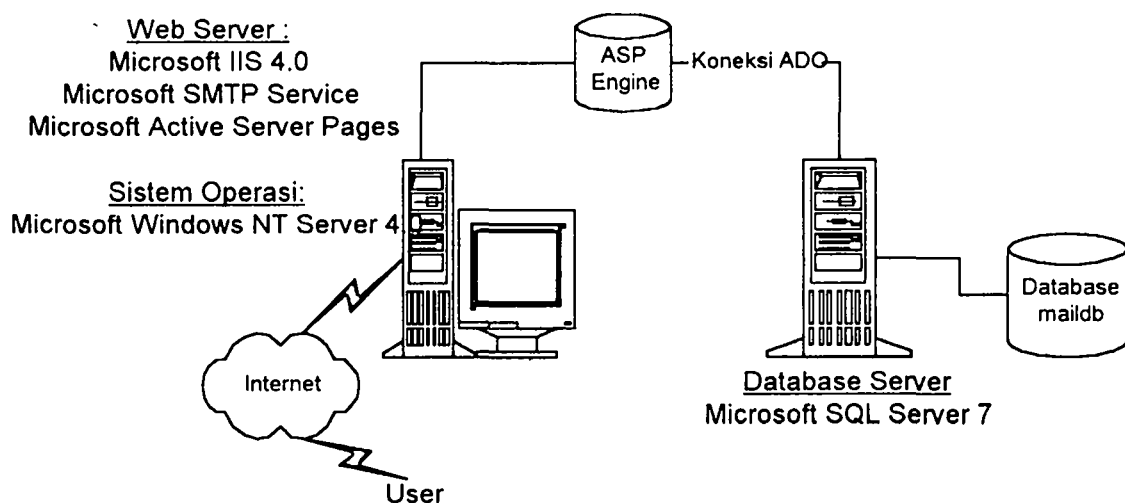 Web Server :
Microsoft IIS 4.0
Microsoft SMTP Service
Microsoft Active Server Pages
Sistem Operasi:
Microsoft Windows NT Server 4
ASP
Engine
Koneksi ADO
Internet
User
Database Server
Microsoft SQL Server 7
Database
maildb